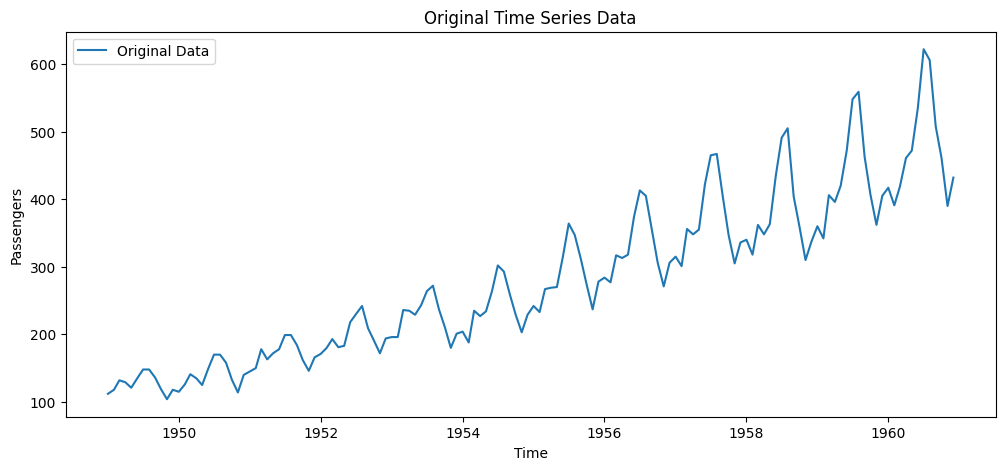 Original Time Series Data
Original Data
Passengers
600
500
400
300
200
100
1950 1952 1954 1956 1958 1960
Time